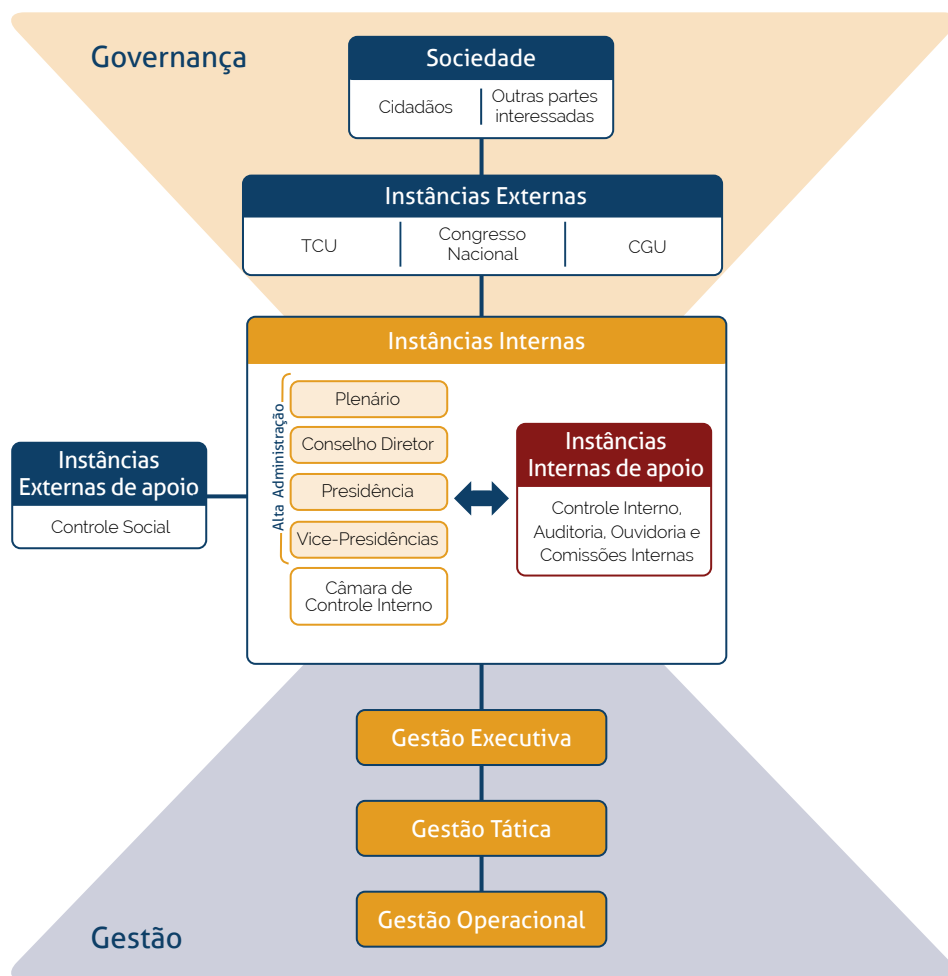 Governança
Sociedade
Cidadãos
Outras partes
interessadas
Instâncias Externas
TCU
Congresso
Nacional
CGU
Instâncias Internas
Alta Administração
Plenário
Conselho Diretor
Presidência
Vice-Presidências
Câmara de
Controle Interno
Instâncias
Internas de apoio
Controle Interno,
Auditoria, Ouvidoria e
Comissões Internas
Instâncias
Externas de apoio
Controle Social
Gestão Executiva
Gestão Tática
Gestão Operacional
Gestão